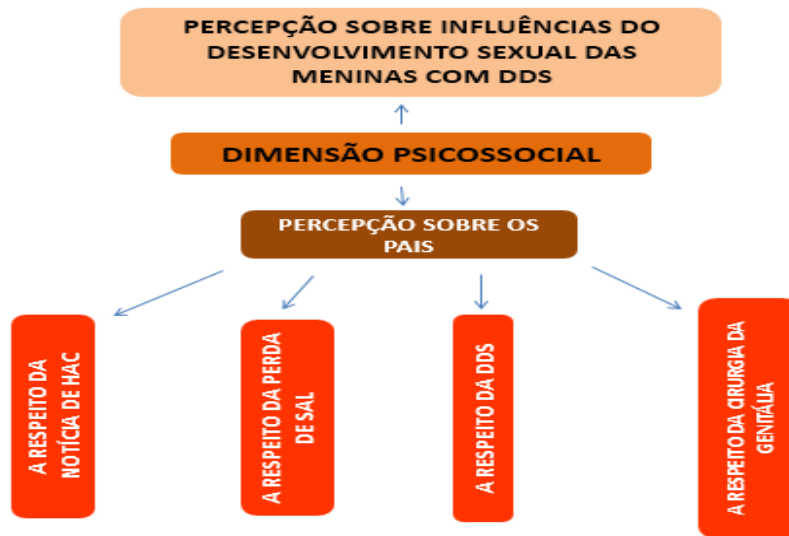 PERCEPÇÃO SOBRE INFLUÊNCIAS DO
DESENVOLVIMENTO SEXUAL DAS
MENINAS COM DDS
DIMENSÃO PSICOSSOCIAL
PERCEPÇÃO SOBRE OS
PAIS
A RESPEITO DA
NOTÍCIA DE HAC
A RESPEITO DA PERDA
DE SAL
A RESPEITO DA DDS
A RESPEITO DA CIRURGIA DA
GENITÁLIA